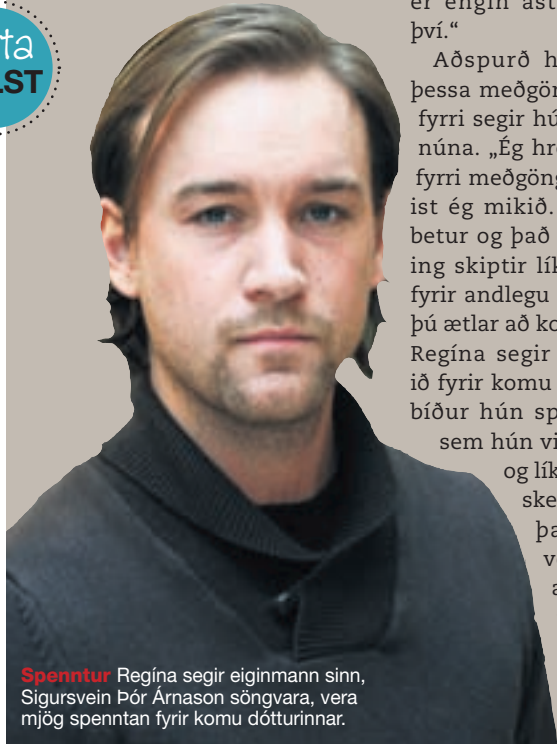 ta
LST
er engin ást
því.“
Aðspurð h
þessa meðgön
fyrri segir hú
núna. „Ég hre
fyrri meðgöng
ist ég mikið.
betur og það
ing skiptir lík
fyrir andlegu
þú ætlar að ko
Regína segir
ið fyrir komu
bíður hún sp
sem hún vi
og lík
ske
þa
v
a
Spenntur Regína segir eiginmann sinn,
Sigursvein Þór Árnason söngvara, vera
mjög spenntan fyrir komu dótturinnar.